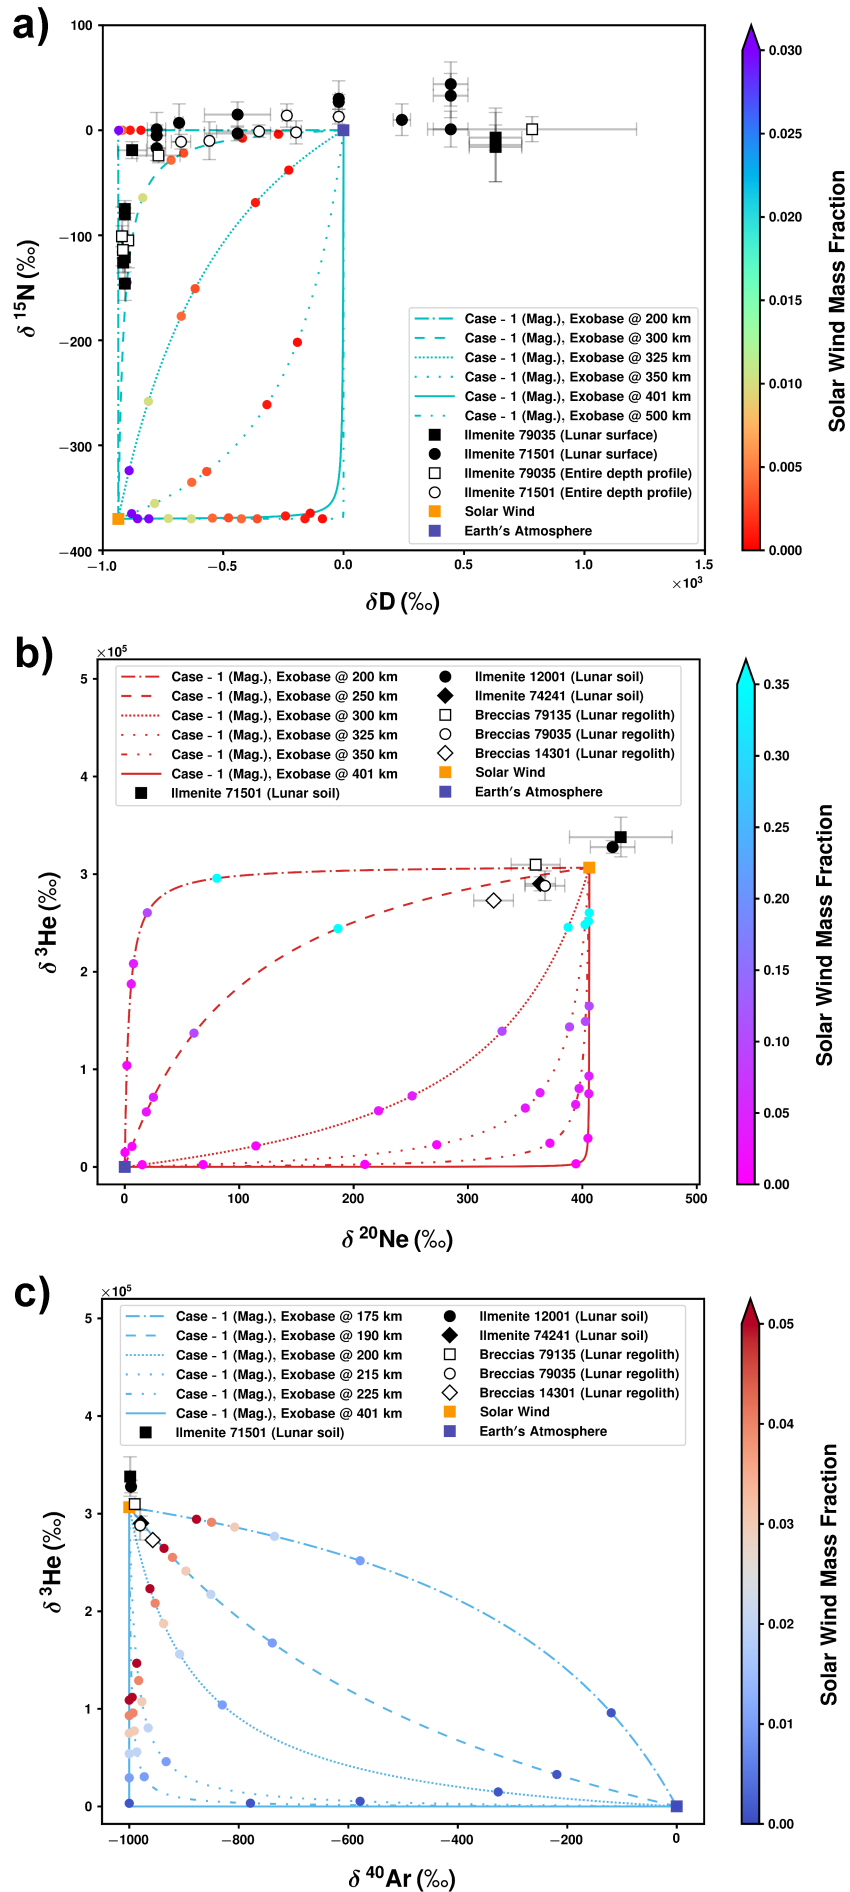 a)
100
0
−100
−200
−300
−400
δ ¹⁵N (‰)
Case - 1 (Mag.), Exobase @ 200 km
Case - 1 (Mag.), Exobase @ 300 km
Case - 1 (Mag.), Exobase @ 325 km
Case - 1 (Mag.), Exobase @ 350 km
Case - 1 (Mag.), Exobase @ 401 km
Case - 1 (Mag.), Exobase @ 500 km
Ilmenite 79035 (Lunar surface)
Ilmenite 71501 (Lunar surface)
Ilmenite 79035 (Entire depth profile)
Ilmenite 71501 (Entire depth profile)
Solar Wind
Earth's Atmosphere
−1.0 −0.5 0.0 0.5 1.0 1.5
×10³
δD (‰)
0.030
0.025
0.020
0.015
0.010
0.005
0.000
Solar Wind Mass Fraction
b)
×10⁵
5
4
3
2
1
0
δ ³He (‰)
Case - 1 (Mag.), Exobase @ 200 km
Case - 1 (Mag.), Exobase @ 250 km
Case - 1 (Mag.), Exobase @ 300 km
Case - 1 (Mag.), Exobase @ 325 km
Case - 1 (Mag.), Exobase @ 350 km
Case - 1 (Mag.), Exobase @ 401 km
Ilmenite 71501 (Lunar soil)
Ilmenite 12001 (Lunar soil)
Ilmenite 74241 (Lunar soil)
Breccias 79135 (Lunar regolith)
Breccias 79035 (Lunar regolith)
Breccias 14301 (Lunar regolith)
Solar Wind
Earth's Atmosphere
0 100 200 300 400 500
δ ²⁰Ne (‰)
0.35
0.30
0.25
0.20
0.15
0.10
0.05
0.00
Solar Wind Mass Fraction
c)
×10⁵
5
4
3
2
1
0
δ ³He (‰)
Case - 1 (Mag.), Exobase @ 175 km
Case - 1 (Mag.), Exobase @ 190 km
Case - 1 (Mag.), Exobase @ 200 km
Case - 1 (Mag.), Exobase @ 215 km
Case - 1 (Mag.), Exobase @ 225 km
Case - 1 (Mag.), Exobase @ 401 km
Ilmenite 71501 (Lunar soil)
Ilmenite 12001 (Lunar soil)
Ilmenite 74241 (Lunar soil)
Breccias 79135 (Lunar regolith)
Breccias 79035 (Lunar regolith)
Breccias 14301 (Lunar regolith)
Solar Wind
Earth's Atmosphere
−1000 −800 −600 −400 −200 0
δ ⁴⁰Ar (‰)
0.05
0.04
0.03
0.02
0.01
0.00
Solar Wind Mass Fraction